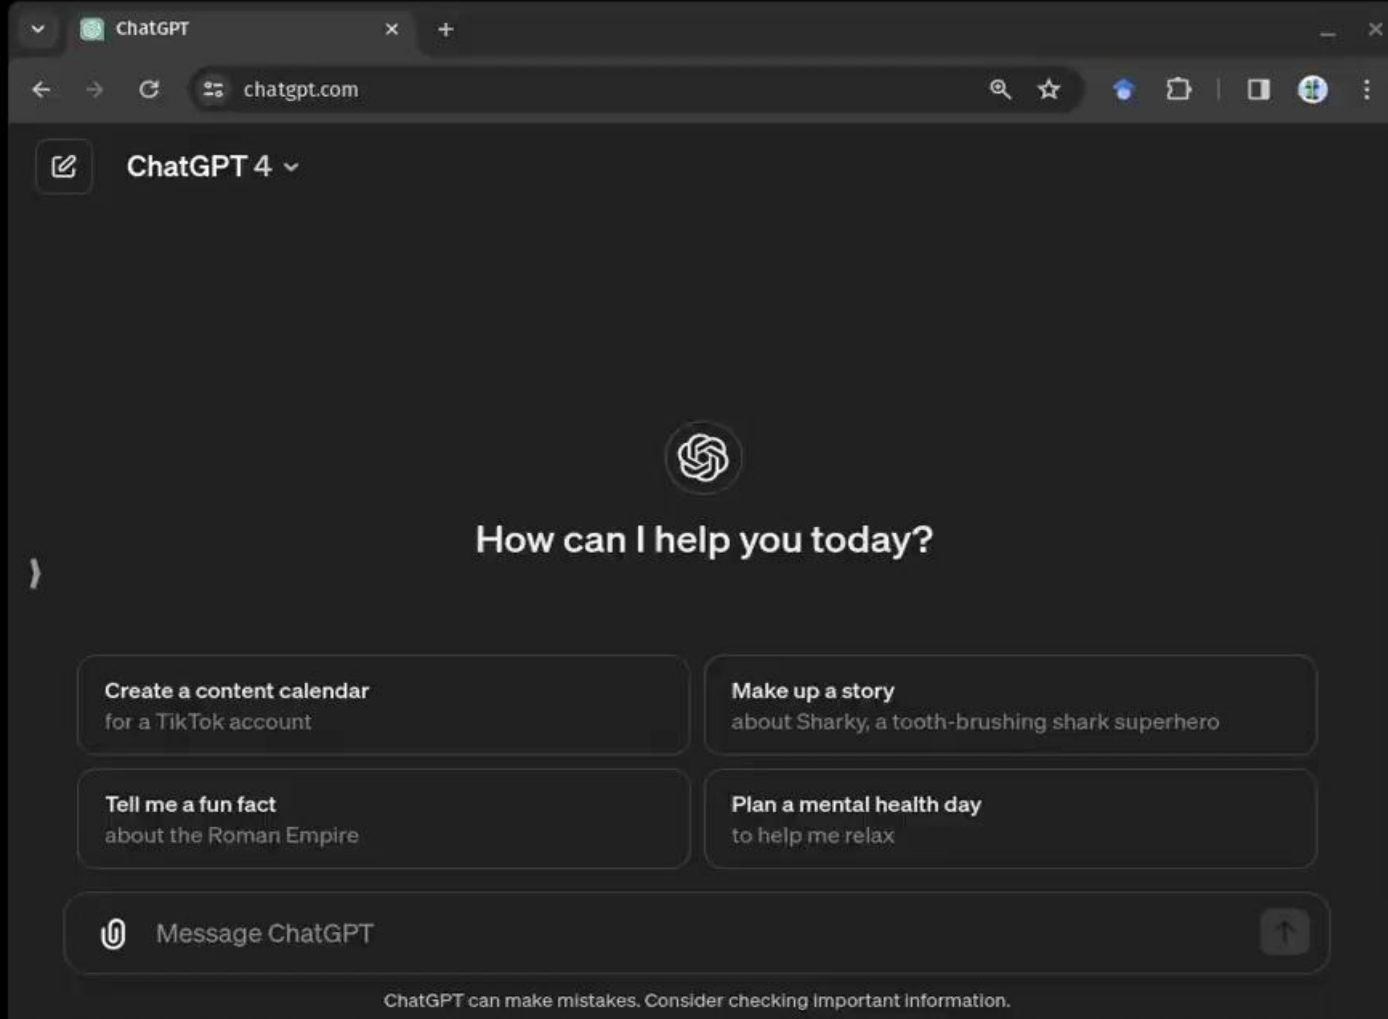 ChatGPT
chatgpt.com
ChatGPT 4
How can I help you today?
Create a content calendar
for a TikTok account
Make up a story
about Sharky, a tooth-brushing shark superhero
Tell me a fun fact
about the Roman Empire
Plan a mental health day
to help me relax
Message ChatGPT
ChatGPT can make mistakes. Consider checking important information.